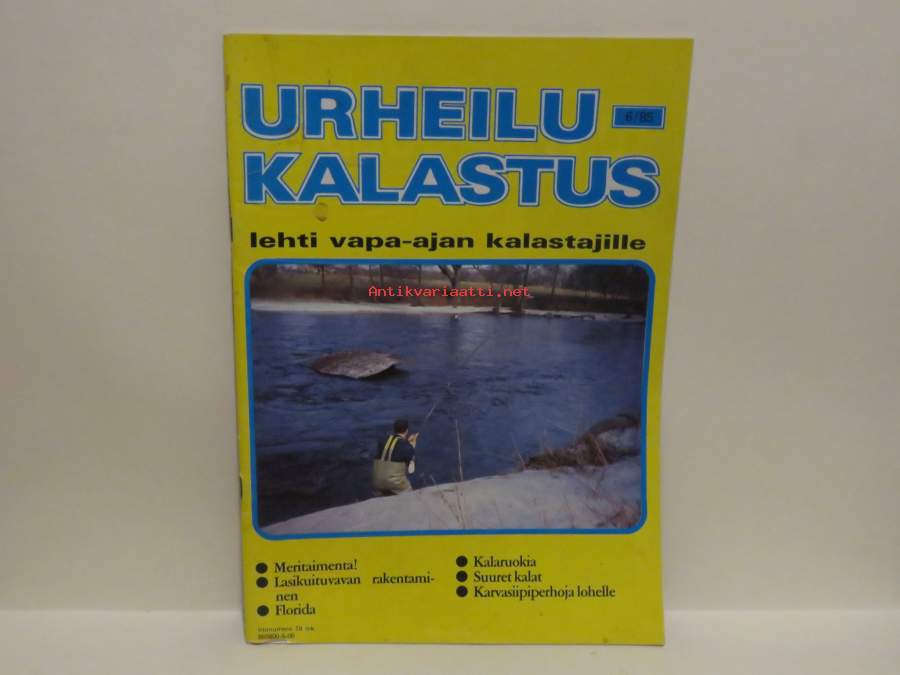 URHEILU-
6/85
KALASTUS
lehti vapa-ajan kalastajille
Antikvariaatti.net
● Meritaimenta!
● Lasikuituvavan rakentami-
nen
● Florida
● Kalaruokia
● Suuret kalat
● Karvasiipiperhoja lohelle